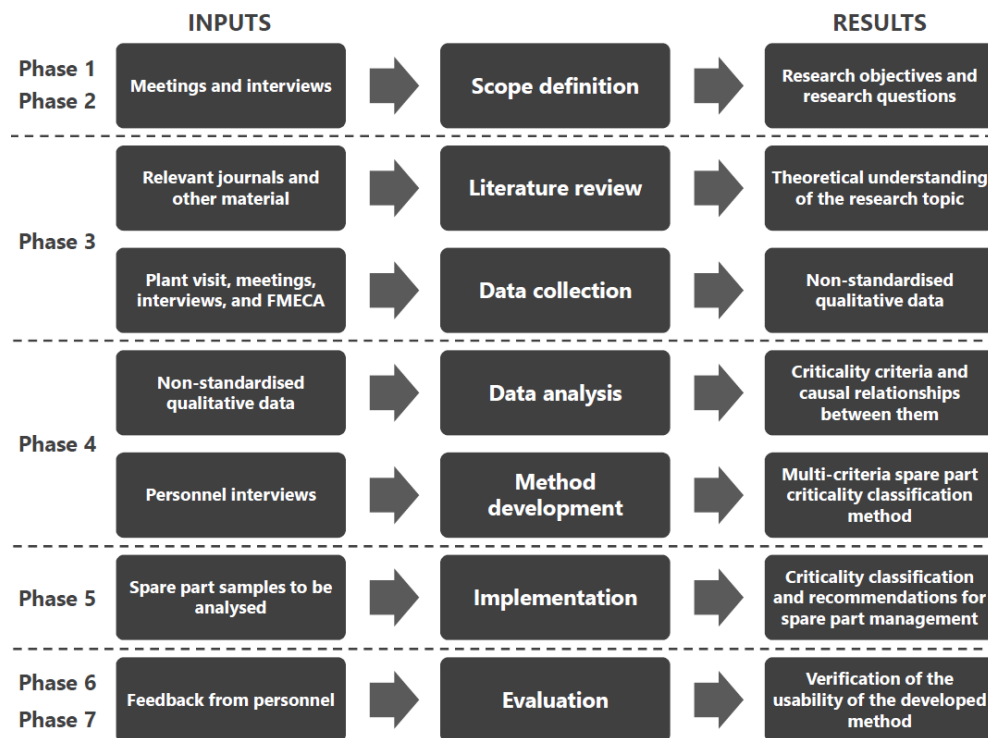 INPUTS
RESULTS
Phase 1
Phase 2
Meetings and interviews
Scope definition
Research objectives and
research questions
Phase 3
Relevant journals and
other material
Literature review
Theoretical understanding
of the research topic
Plant visit, meetings,
interviews, and FMECA
Data collection
Non-standardised
qualitative data
Phase 4
Non-standardised
qualitative data
Data analysis
Criticality criteria and
causal relationships
between them
Personnel interviews
Method
development
Multi-criteria spare part
criticality classification
method
Phase 5
Spare part samples to be
analysed
Implementation
Criticality classification
and recommendations for
spare part management
Phase 6
Phase 7
Feedback from personnel
Evaluation
Verification of the
usability of the developed
method